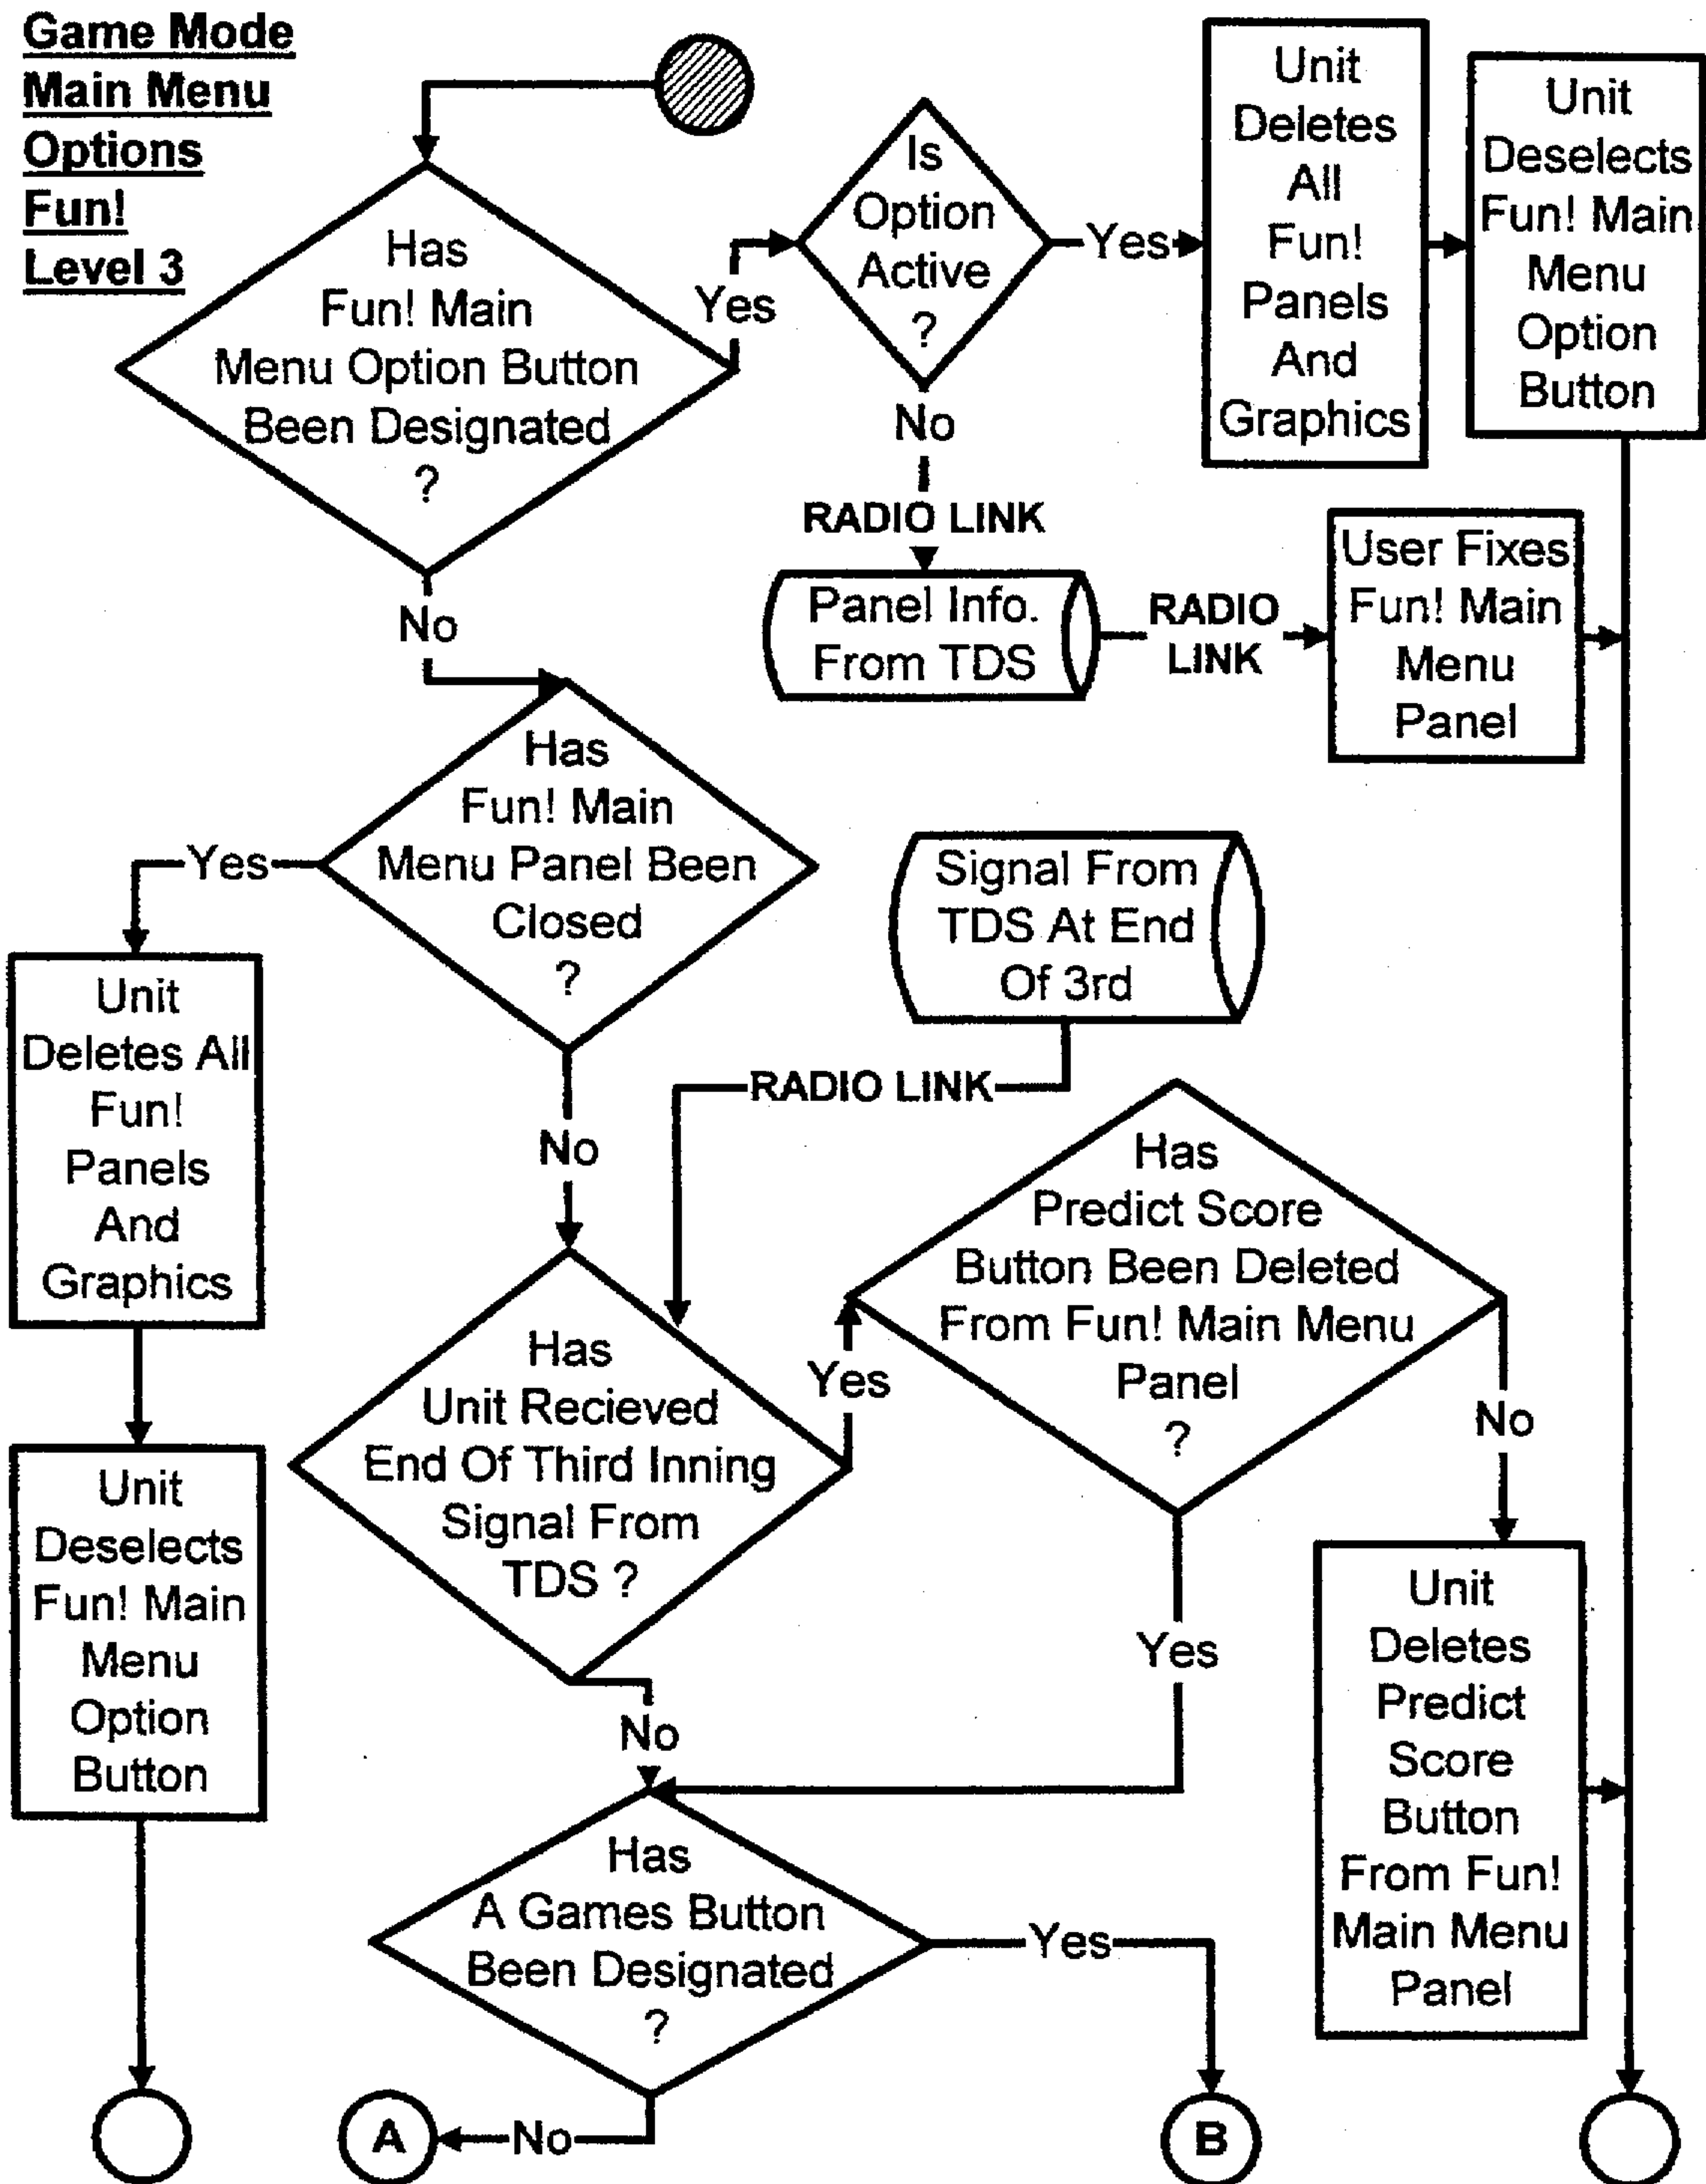 Game Mode
Main Menu
Options
Fun!
Level 3
Has
Fun! Main
Menu Option Button
Been Designated
?
Yes
No
Is
Option
Active
?
Yes
No
Unit
Deletes
All
Fun!
Panels
And
Graphics
Unit
Deselects
Fun! Main
Menu
Option
Button
RADIO LINK
Panel Info.
From TDS
RADIO
LINK
User Fixes
Fun! Main
Menu
Panel
Has
Fun! Main
Menu Panel Been
Closed
?
Yes
No
Unit
Deletes All
Fun!
Panels
And
Graphics
Unit
Deselects
Fun! Main
Menu
Option
Button
Signal From
TDS At End
Of 3rd
RADIO LINK
Has
Unit Recieved
End Of Third Inning
Signal From
TDS ?
Yes
No
Has
Predict Score
Button Been Deleted
From Fun! Main Menu
Panel
?
No
Yes
Unit
Deletes
Predict
Score
Button
From Fun!
Main Menu
Panel
Has
A Games Button
Been Designated
?
Yes
No
A
B